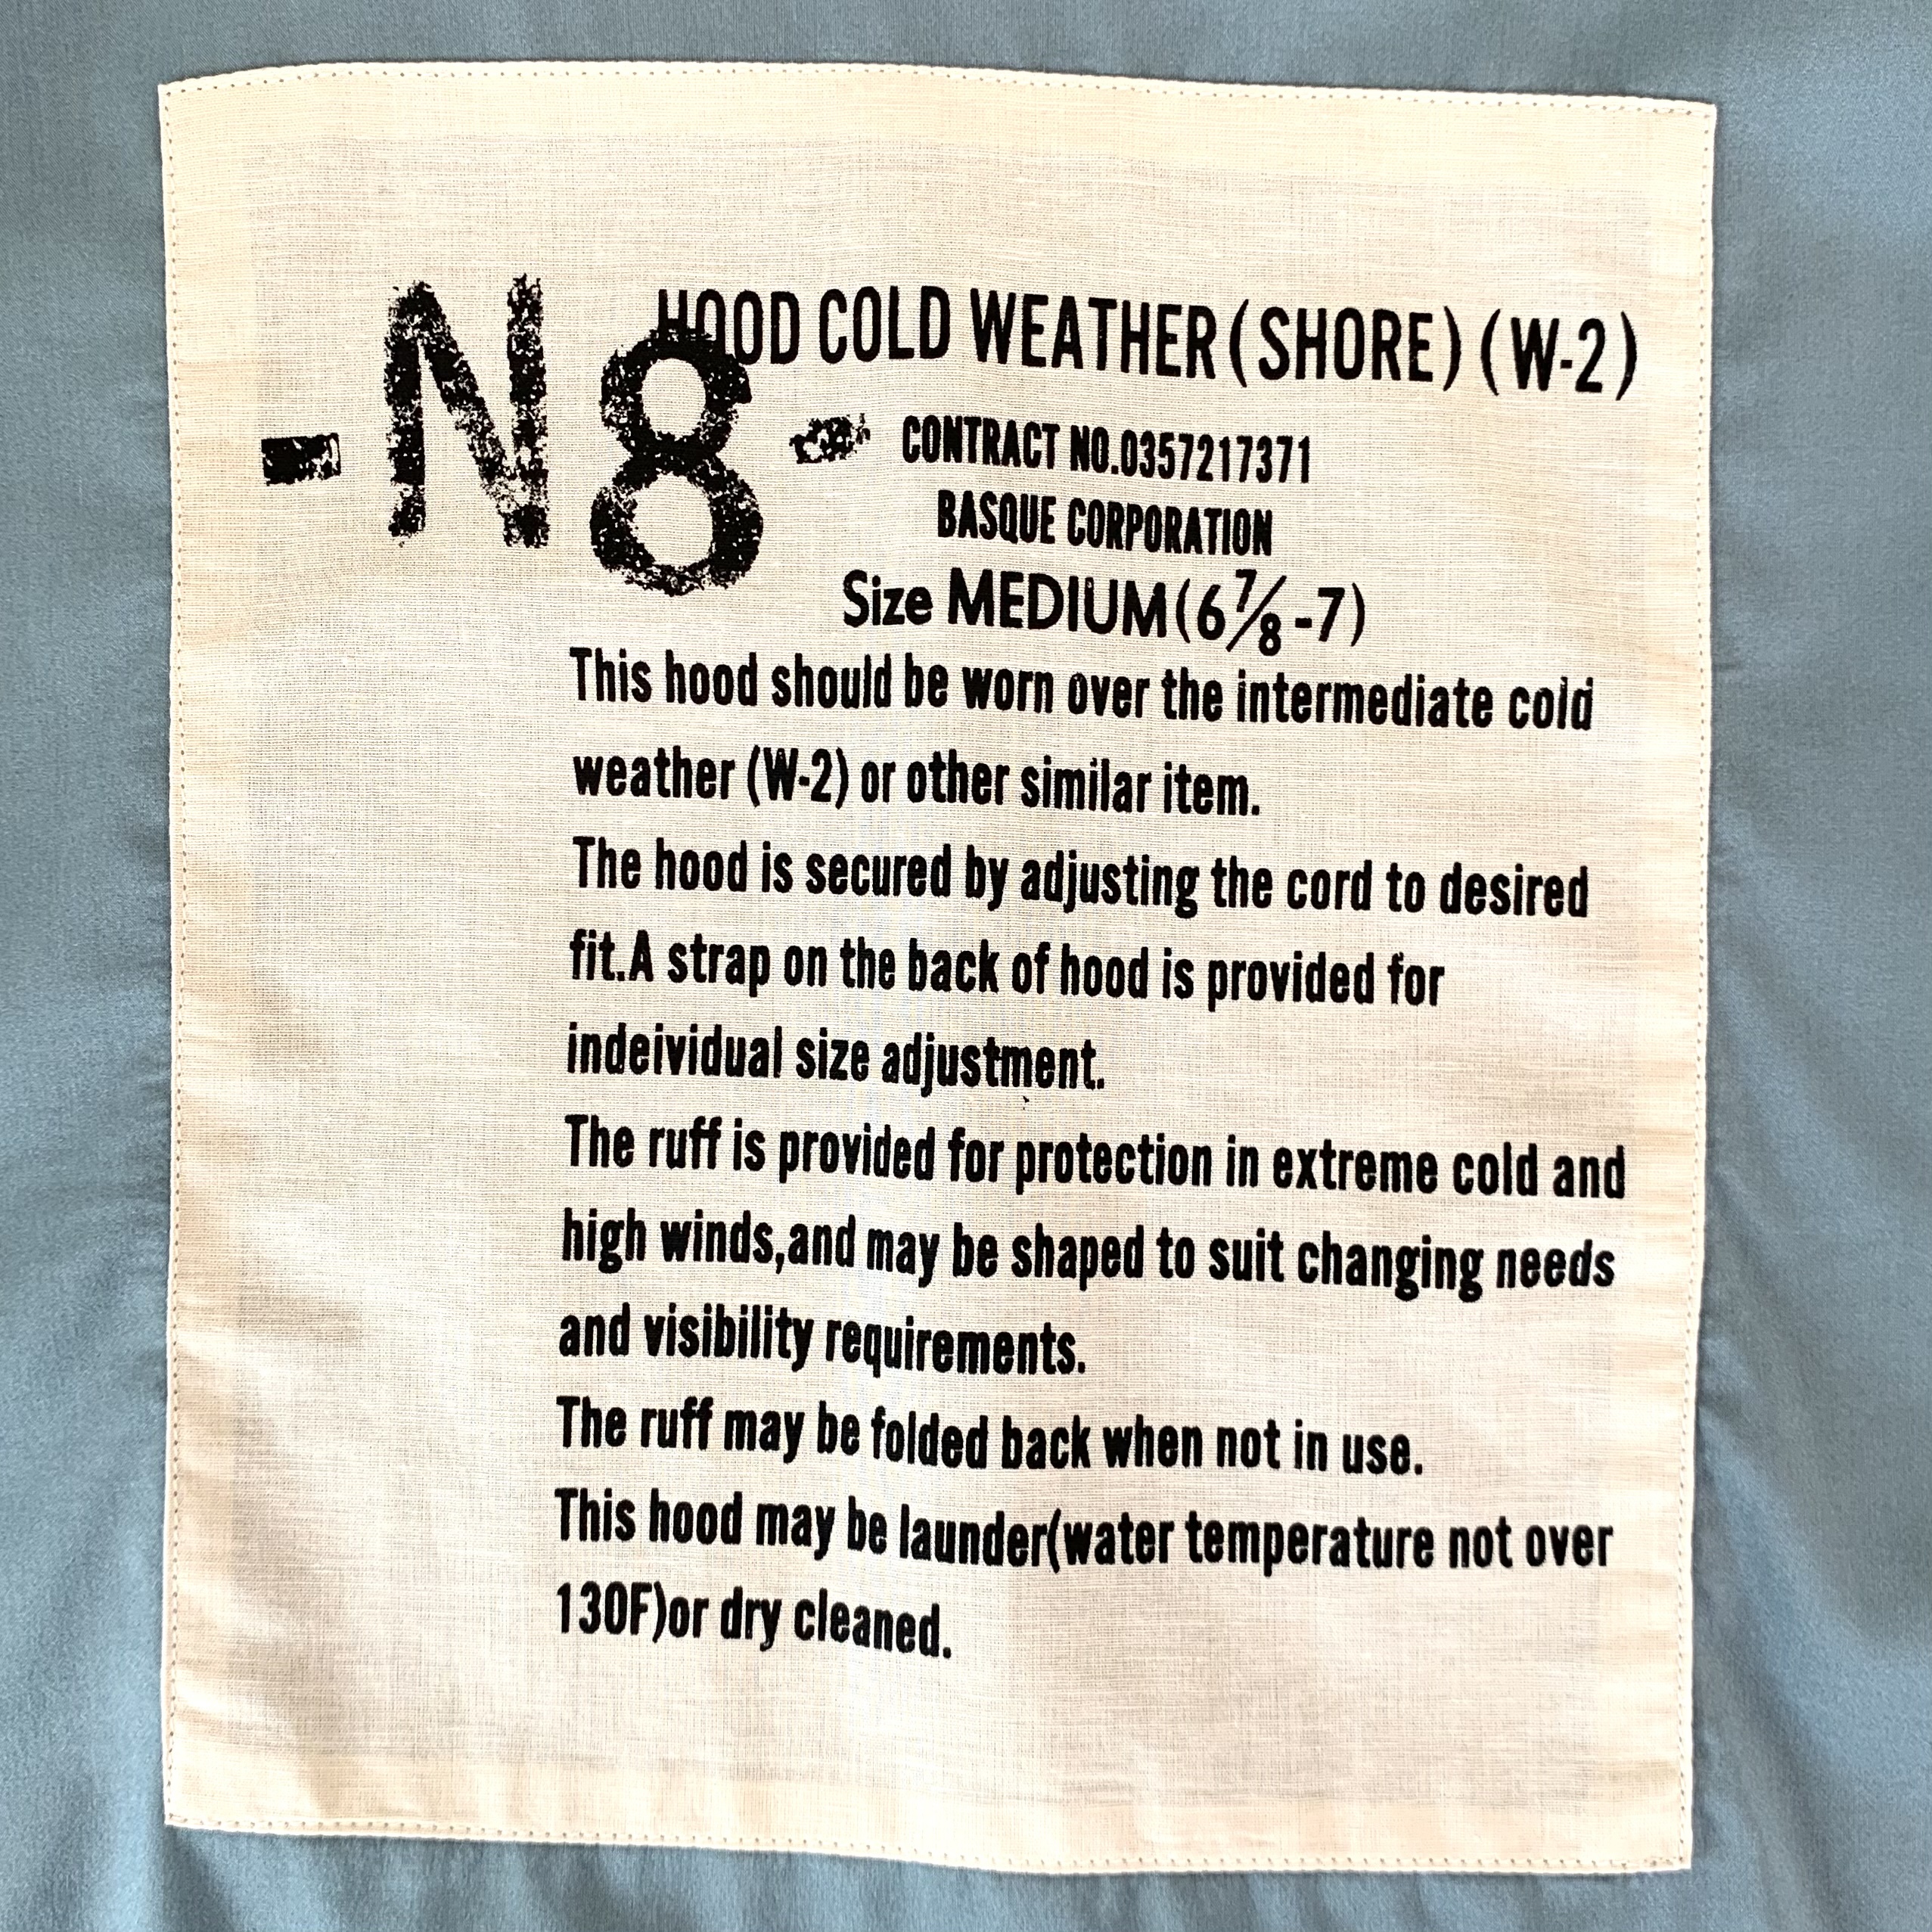 HOOD COLD WEATHER (SHORE) (W-2)
-N8-
CONTRACT NO.0357217371
BASQUE CORPORATION
Size MEDIUM (6 7/8 -7)
This hood should be worn over the intermediate cold
weather (W-2) or other similar item.
The hood is secured by adjusting the cord to desired
fit.A strap on the back of hood is provided for
indeividual size adjustment.
The ruff is provided for protection in extreme cold and
high winds,and may be shaped to suit changing needs
and visibility requirements.
The ruff may be folded back when not in use.
This hood may be launder(water temperature not over
130F)or dry cleaned.